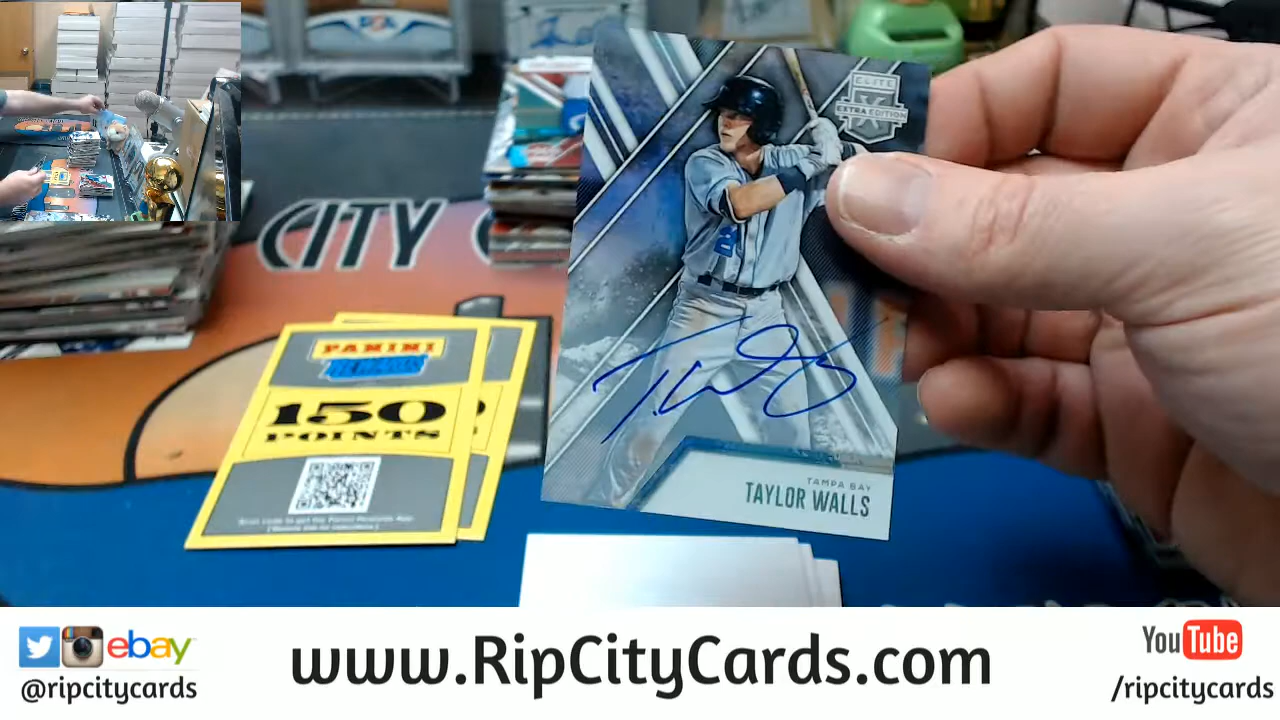 CITY
ELITE
X
EXTRA EDITION
2
TAMPA BAY
TAYLOR WALLS
PANINI
REWARDS
150
POINTS
ebay
@ripcitycards
www.RipCityCards.com
YouTube
/ripcitycards